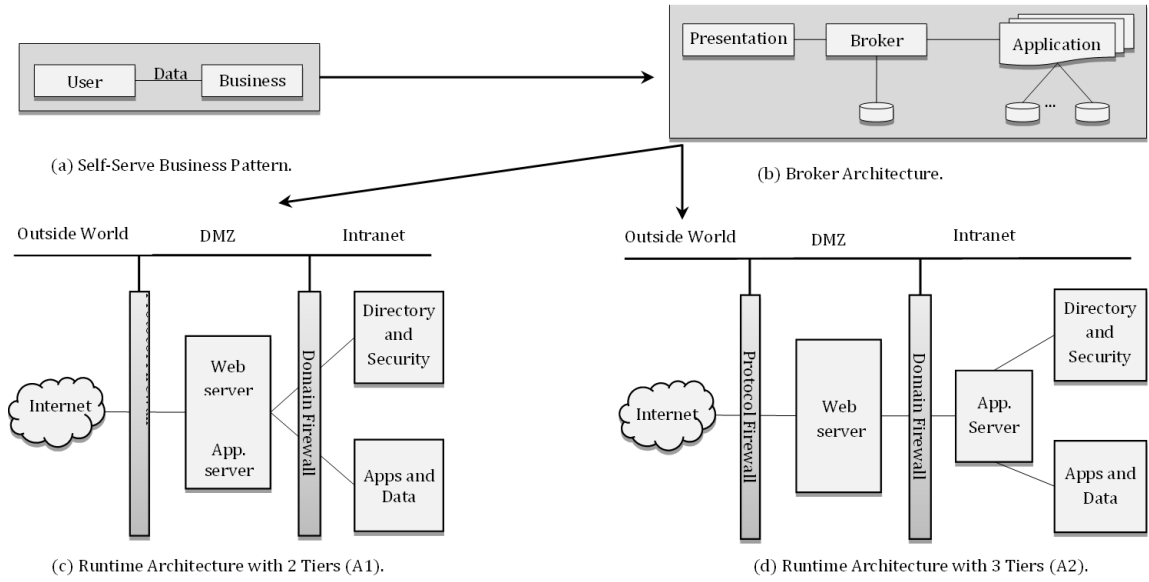 User
Data
Business
(a) Self-Serve Business Pattern.
Presentation
Broker
Application
...
(b) Broker Architecture.
Outside World
DMZ
Intranet
Internet
Web
server
App.
server
Domain Firewall
Directory
and
Security
Apps and
Data
(c) Runtime Architecture with 2 Tiers (A1).
Outside World
DMZ
Intranet
Internet
Protocol Firewall
Web
server
Domain Firewall
App.
Server
Directory
and
Security
Apps and
Data
(d) Runtime Architecture with 3 Tiers (A2).